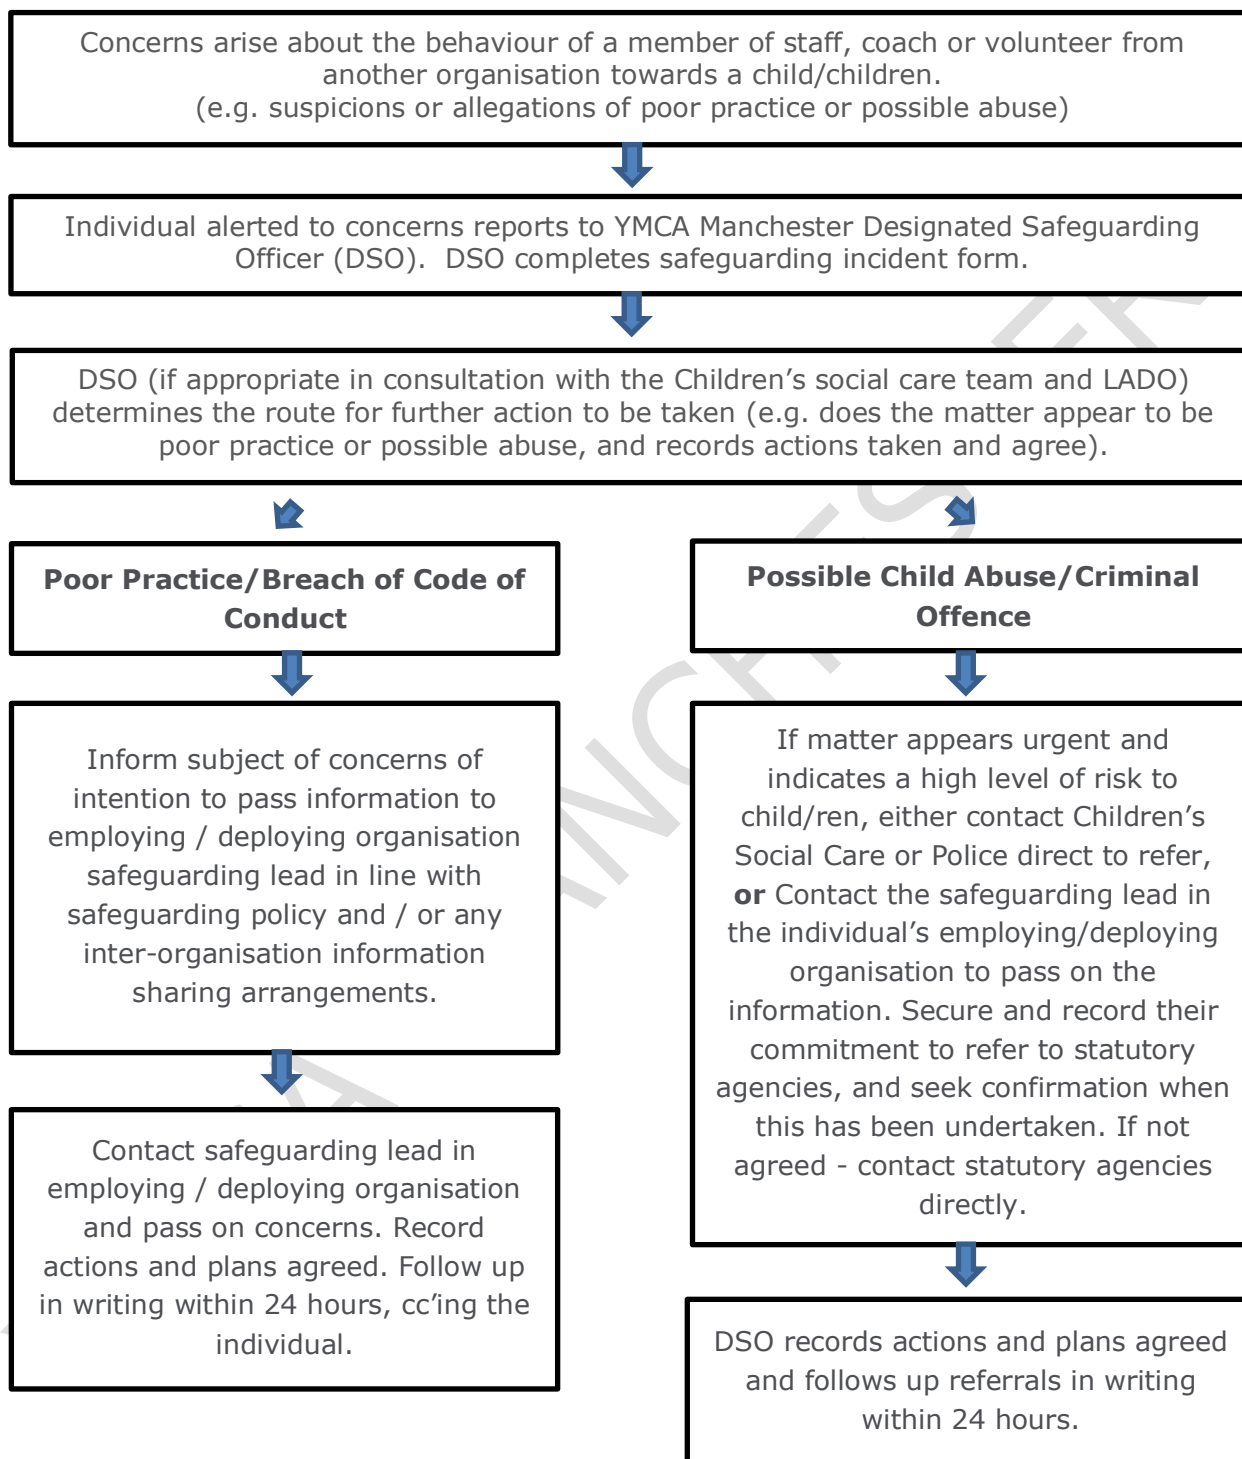 Concerns arise about the behaviour of a member of staff, coach or volunteer from
another organisation towards a child/children.
(e.g. suspicions or allegations of poor practice or possible abuse)
Individual alerted to concerns reports to YMCA Manchester Designated Safeguarding
Officer (DSO).  DSO completes safeguarding incident form.
DSO (if appropriate in consultation with the Children's social care team and LADO)
determines the route for further action to be taken (e.g. does the matter appear to be
poor practice or possible abuse, and records actions taken and agree).
Poor Practice/Breach of Code of
Conduct
Inform subject of concerns of
intention to pass information to
employing / deploying organisation
safeguarding lead in line with
safeguarding policy and / or any
inter-organisation information
sharing arrangements.
Contact safeguarding lead in
employing / deploying organisation
and pass on concerns. Record
actions and plans agreed. Follow up
in writing within 24 hours, cc'ing the
individual.
Possible Child Abuse/Criminal
Offence
If matter appears urgent and
indicates a high level of risk to
child/ren, either contact Children's
Social Care or Police direct to refer,
or Contact the safeguarding lead in
the individual's employing/deploying
organisation to pass on the
information. Secure and record their
commitment to refer to statutory
agencies, and seek confirmation when
this has been undertaken. If not
agreed - contact statutory agencies
directly.
DSO records actions and plans agreed
and follows up referrals in writing
within 24 hours.